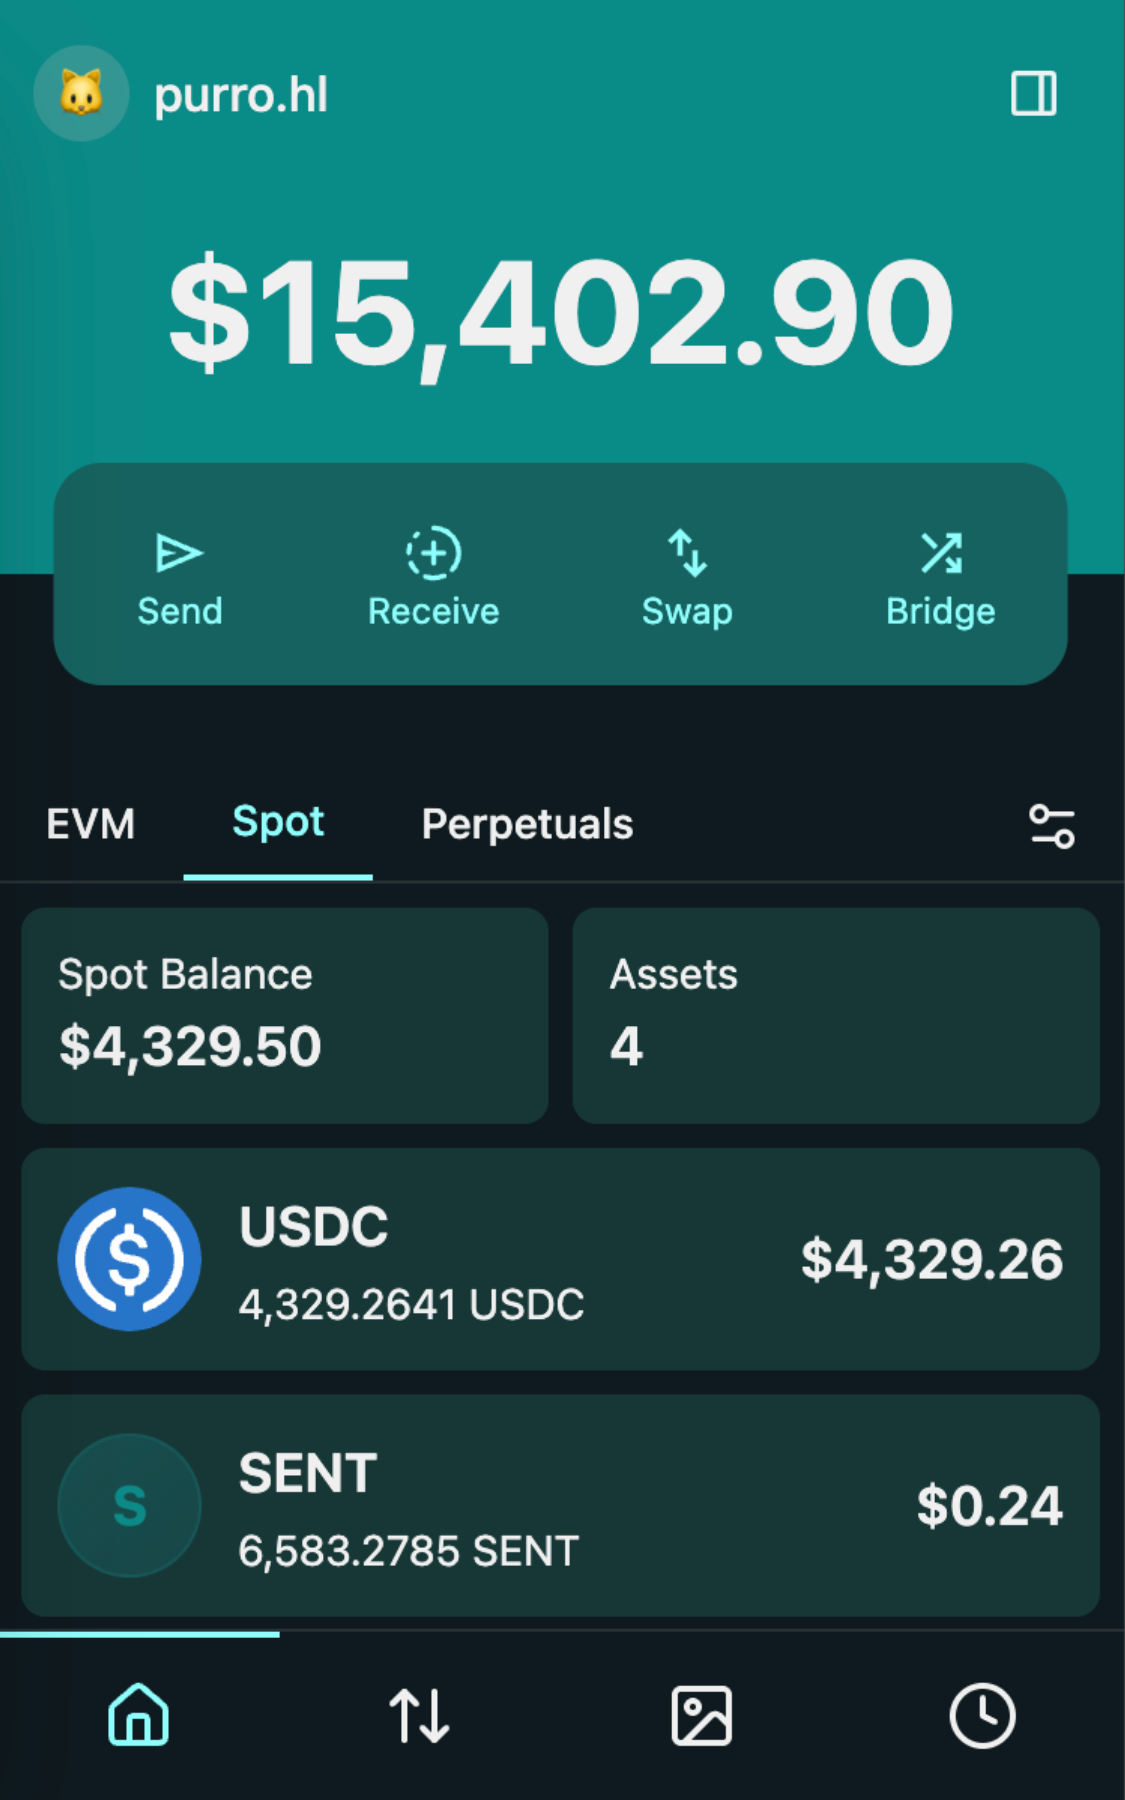 purro.hl
$15,402.90
Send Receive Swap Bridge
EVM Spot Perpetuals
Spot Balance Assets
$4,329.50 4
USDC $4,329.26
4,329.2641 USDC
S SENT $0.24
6,583.2785 SENT